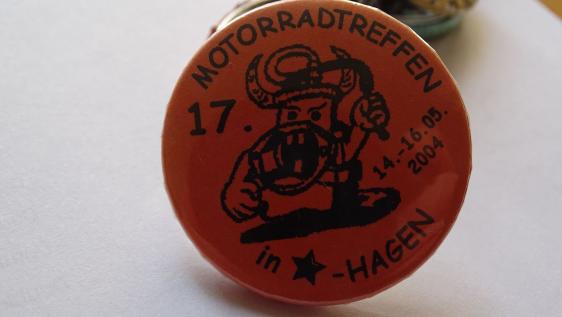 17. MOTORRADTREFFEN
14.-16.05.
2004
in ★-HAGEN